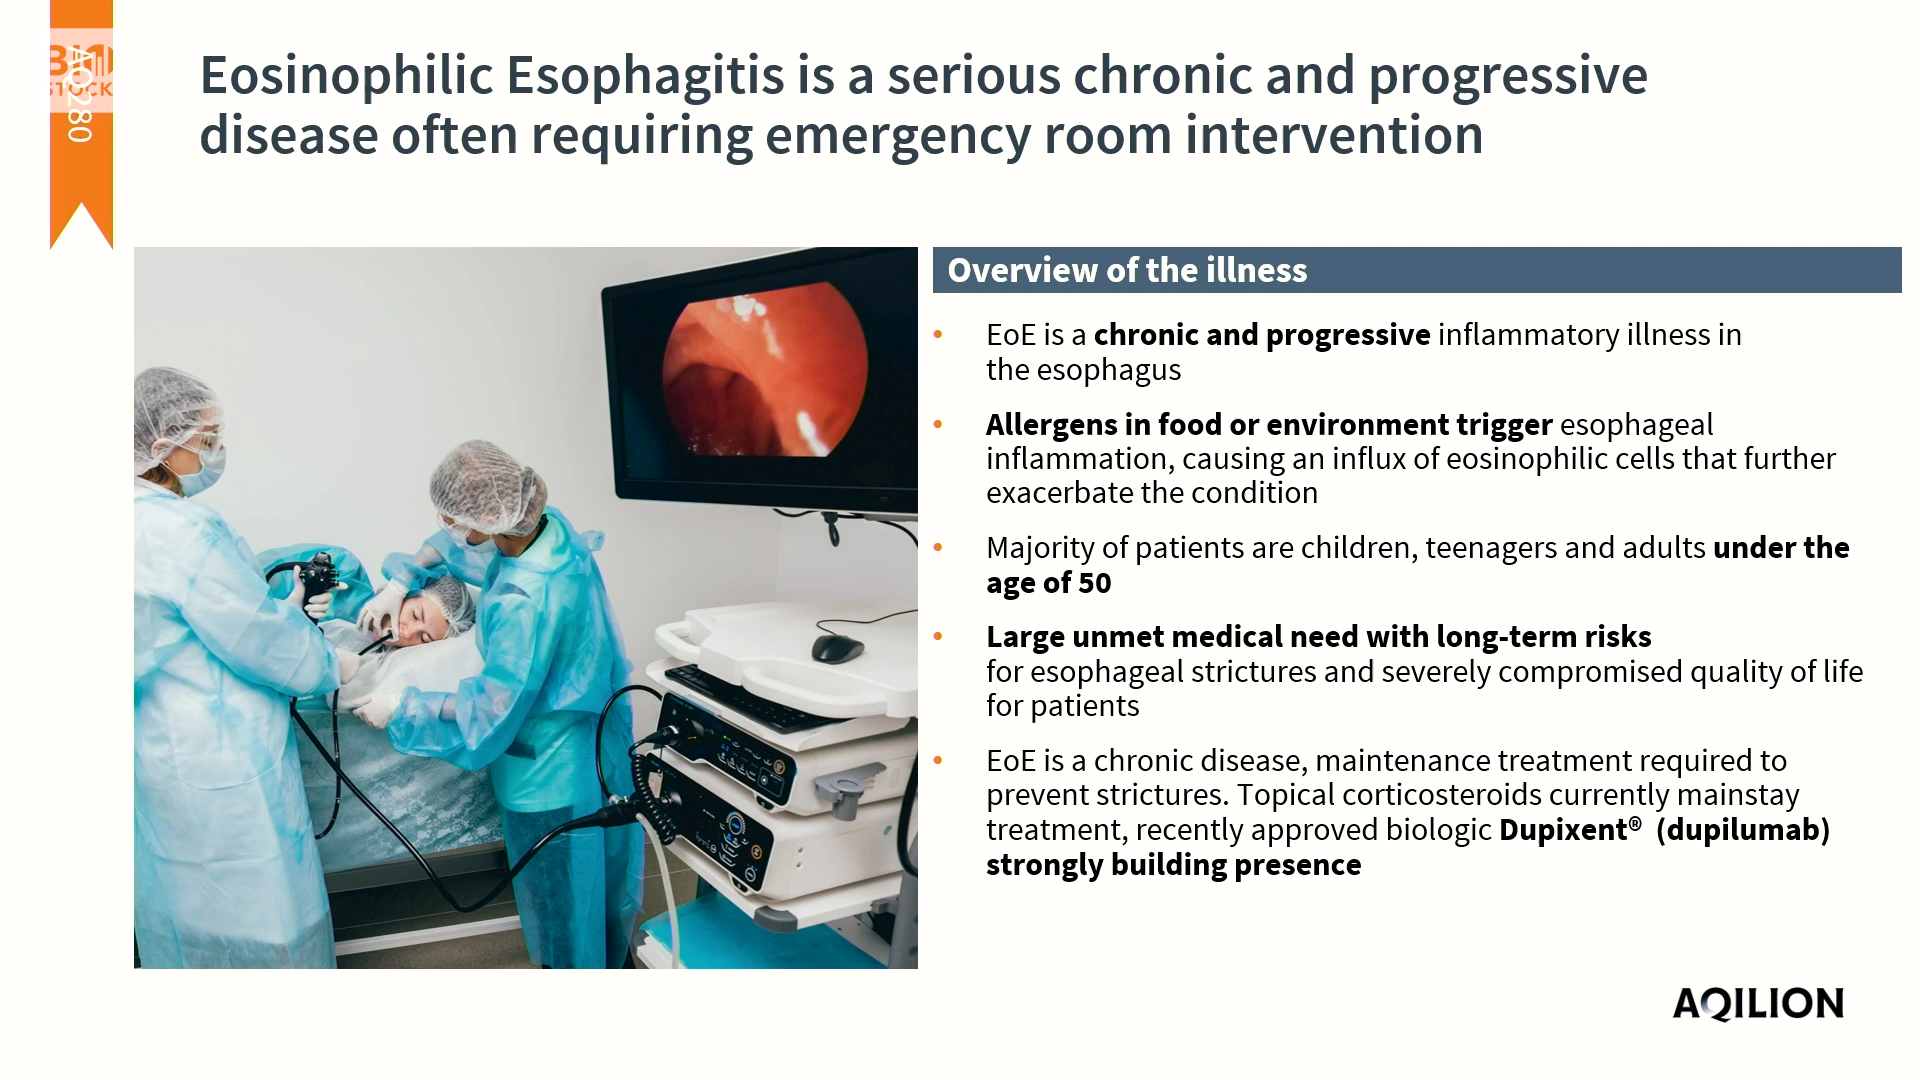 BI
STOCK
AQ280
Eosinophilic Esophagitis is a serious chronic and progressive
disease often requiring emergency room intervention
Overview of the illness
• EoE is a chronic and progressive inflammatory illness in
the esophagus
• Allergens in food or environment trigger esophageal
inflammation, causing an influx of eosinophilic cells that further
exacerbate the condition
• Majority of patients are children, teenagers and adults under the
age of 50
• Large unmet medical need with long-term risks
for esophageal strictures and severely compromised quality of life
for patients
• EoE is a chronic disease, maintenance treatment required to
prevent strictures. Topical corticosteroids currently mainstay
treatment, recently approved biologic Dupixent® (dupilumab)
strongly building presence
AQILION